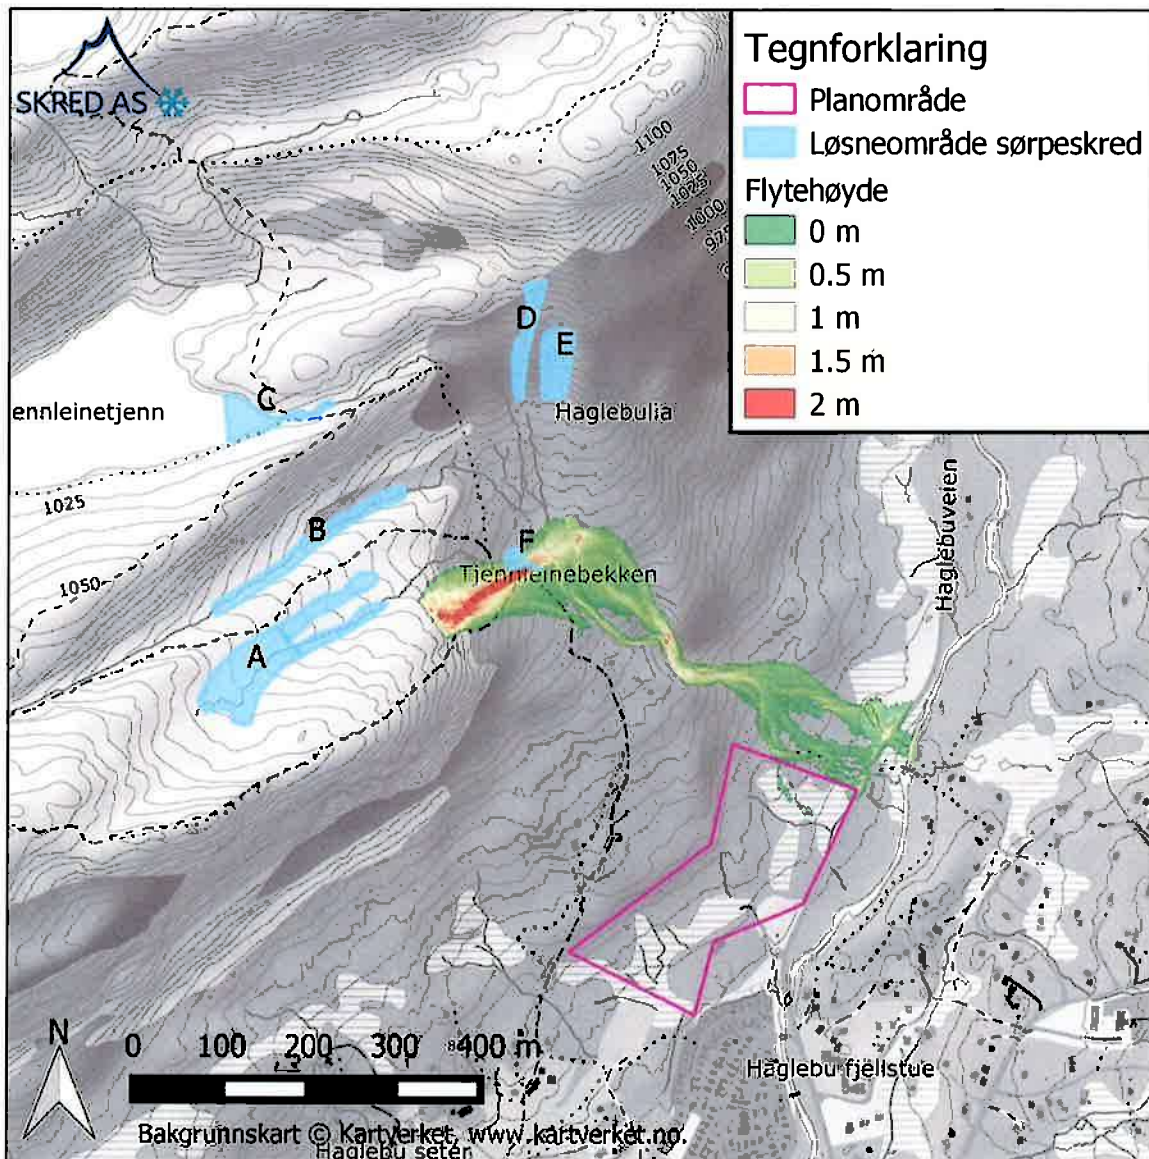 SKRED AS
Tegnforklaring
Planområde
Løsneområde sørpeskred
Flytehøyde
0 m
0.5 m
1 m
1.5 m
2 m
1100
1075
1050
1025
1000
975
D
E
C
ennleinetjenn
Haglebulia
1025
B
Haglebuveien
F
1050
Tjennleinebekken
A
N
0 100 200 300 400 m
Haglebu fjellstue
Bakgrunnskart © Kartverket, www.kartverket.no.
Haglebu seter